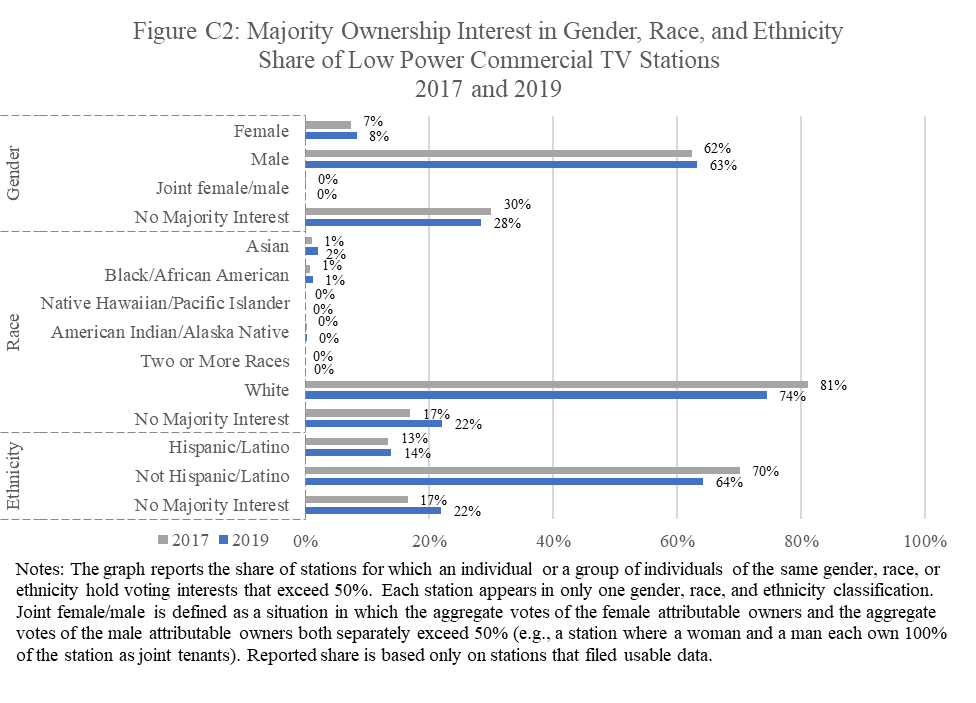 Figure C2: Majority Ownership Interest in Gender, Race, and Ethnicity
Share of Low Power Commercial TV Stations
2017 and 2019
Gender
Female
7%
8%
Male
62%
63%
Joint female/male
0%
0%
No Majority Interest
30%
28%
Race
Asian
1%
2%
Black/African American
1%
1%
Native Hawaiian/Pacific Islander
0%
0%
American Indian/Alaska Native
0%
0%
Two or More Races
0%
0%
White
81%
74%
No Majority Interest
17%
22%
Ethnicity
Hispanic/Latino
13%
14%
Not Hispanic/Latino
70%
64%
No Majority Interest
17%
22%
2017 2019
0% 20% 40% 60% 80% 100%
Notes: The graph reports the share of stations for which an individual or a group of individuals of the same gender, race, or
ethnicity hold voting interests that exceed 50%. Each station appears in only one gender, race, and ethnicity classification.
Joint female/male is defined as a situation in which the aggregate votes of the female attributable owners and the aggregate
votes of the male attributable owners both separately exceed 50% (e.g., a station where a woman and a man each own 100%
of the station as joint tenants). Reported share is based only on stations that filed usable data.